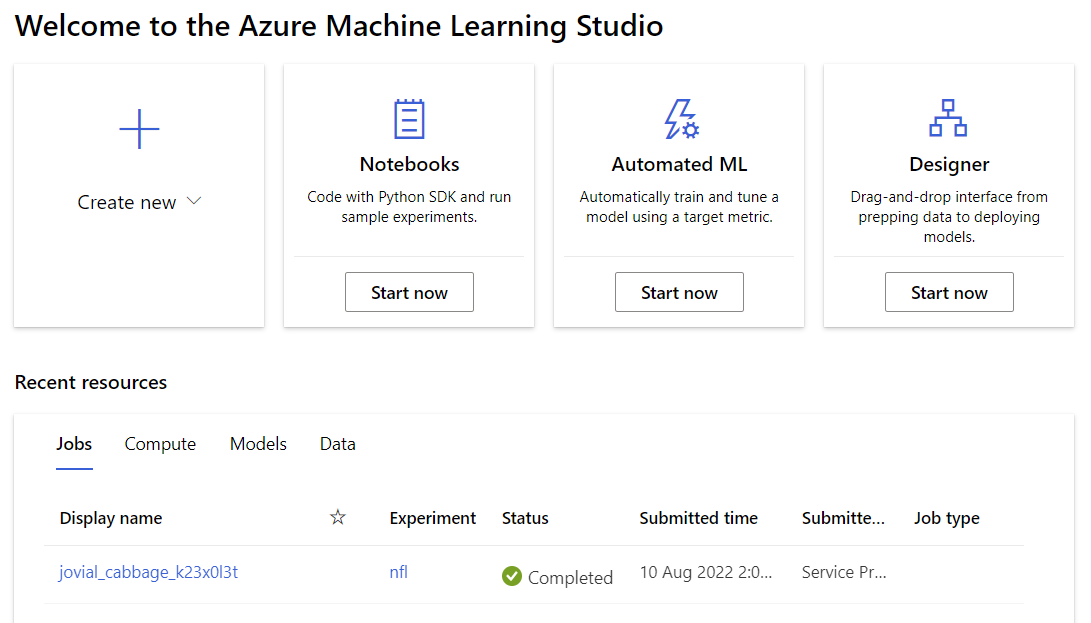 Welcome to the Azure Machine Learning Studio
Create new
Notebooks
Code with Python SDK and run
sample experiments.
Start now
Automated ML
Automatically train and tune a
model using a target metric.
Start now
Designer
Drag-and-drop interface from
prepping data to deploying
models.
Start now
Recent resources
Jobs Compute Models Data
Display name Experiment Status Submitted time Submitte... Job type
jovial_cabbage_k23x0l3t nfl Completed 10 Aug 2022 2:0... Service Pr...